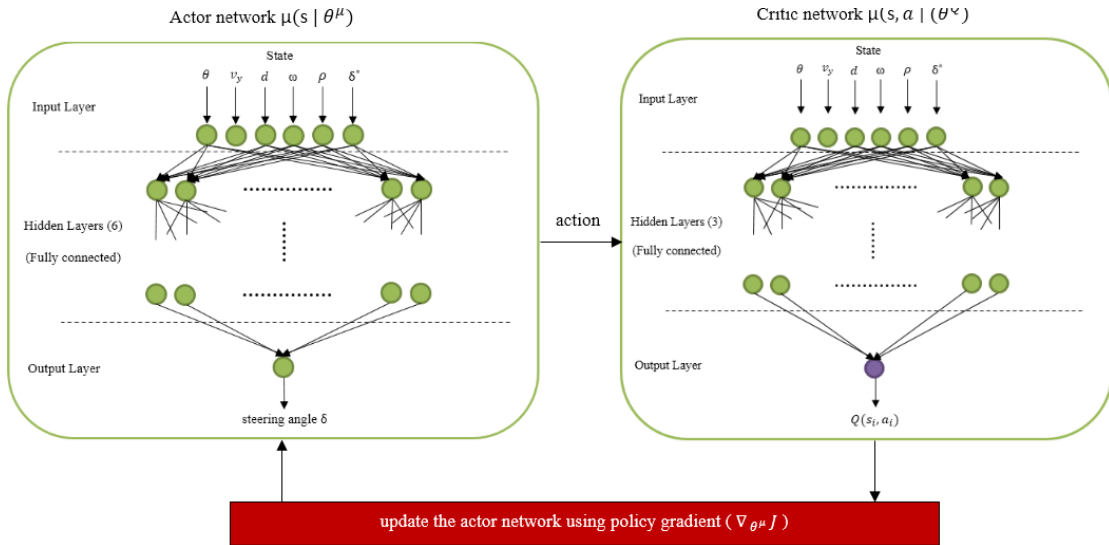 Actor network μ(s | θ^μ)
State
θ v_y d ω ρ δ*
Input Layer
Hidden Layers (6)
(Fully connected)
Output Layer
steering angle δ
action
Critic network μ(s, a | (θ^Q)
State
θ v_y d ω ρ δ*
Input Layer
Hidden Layers (3)
(Fully connected)
Output Layer
Q(s_i, a_i)
update the actor network using policy gradient ( ∇_θ^μ J )